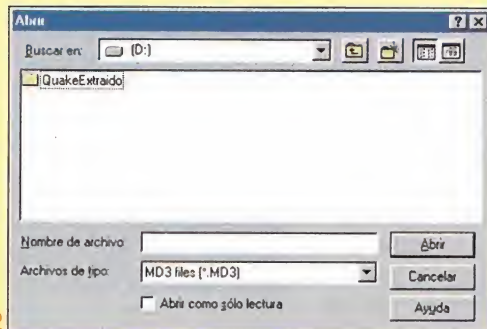 Abrir
Buscar en: (D:)
QuakeExtraido
Nombre de archivo
Archivos de tipo: MD3 files (*.MD3)
Abrir como sólo lectura
Abrir
Cancelar
Ayuda